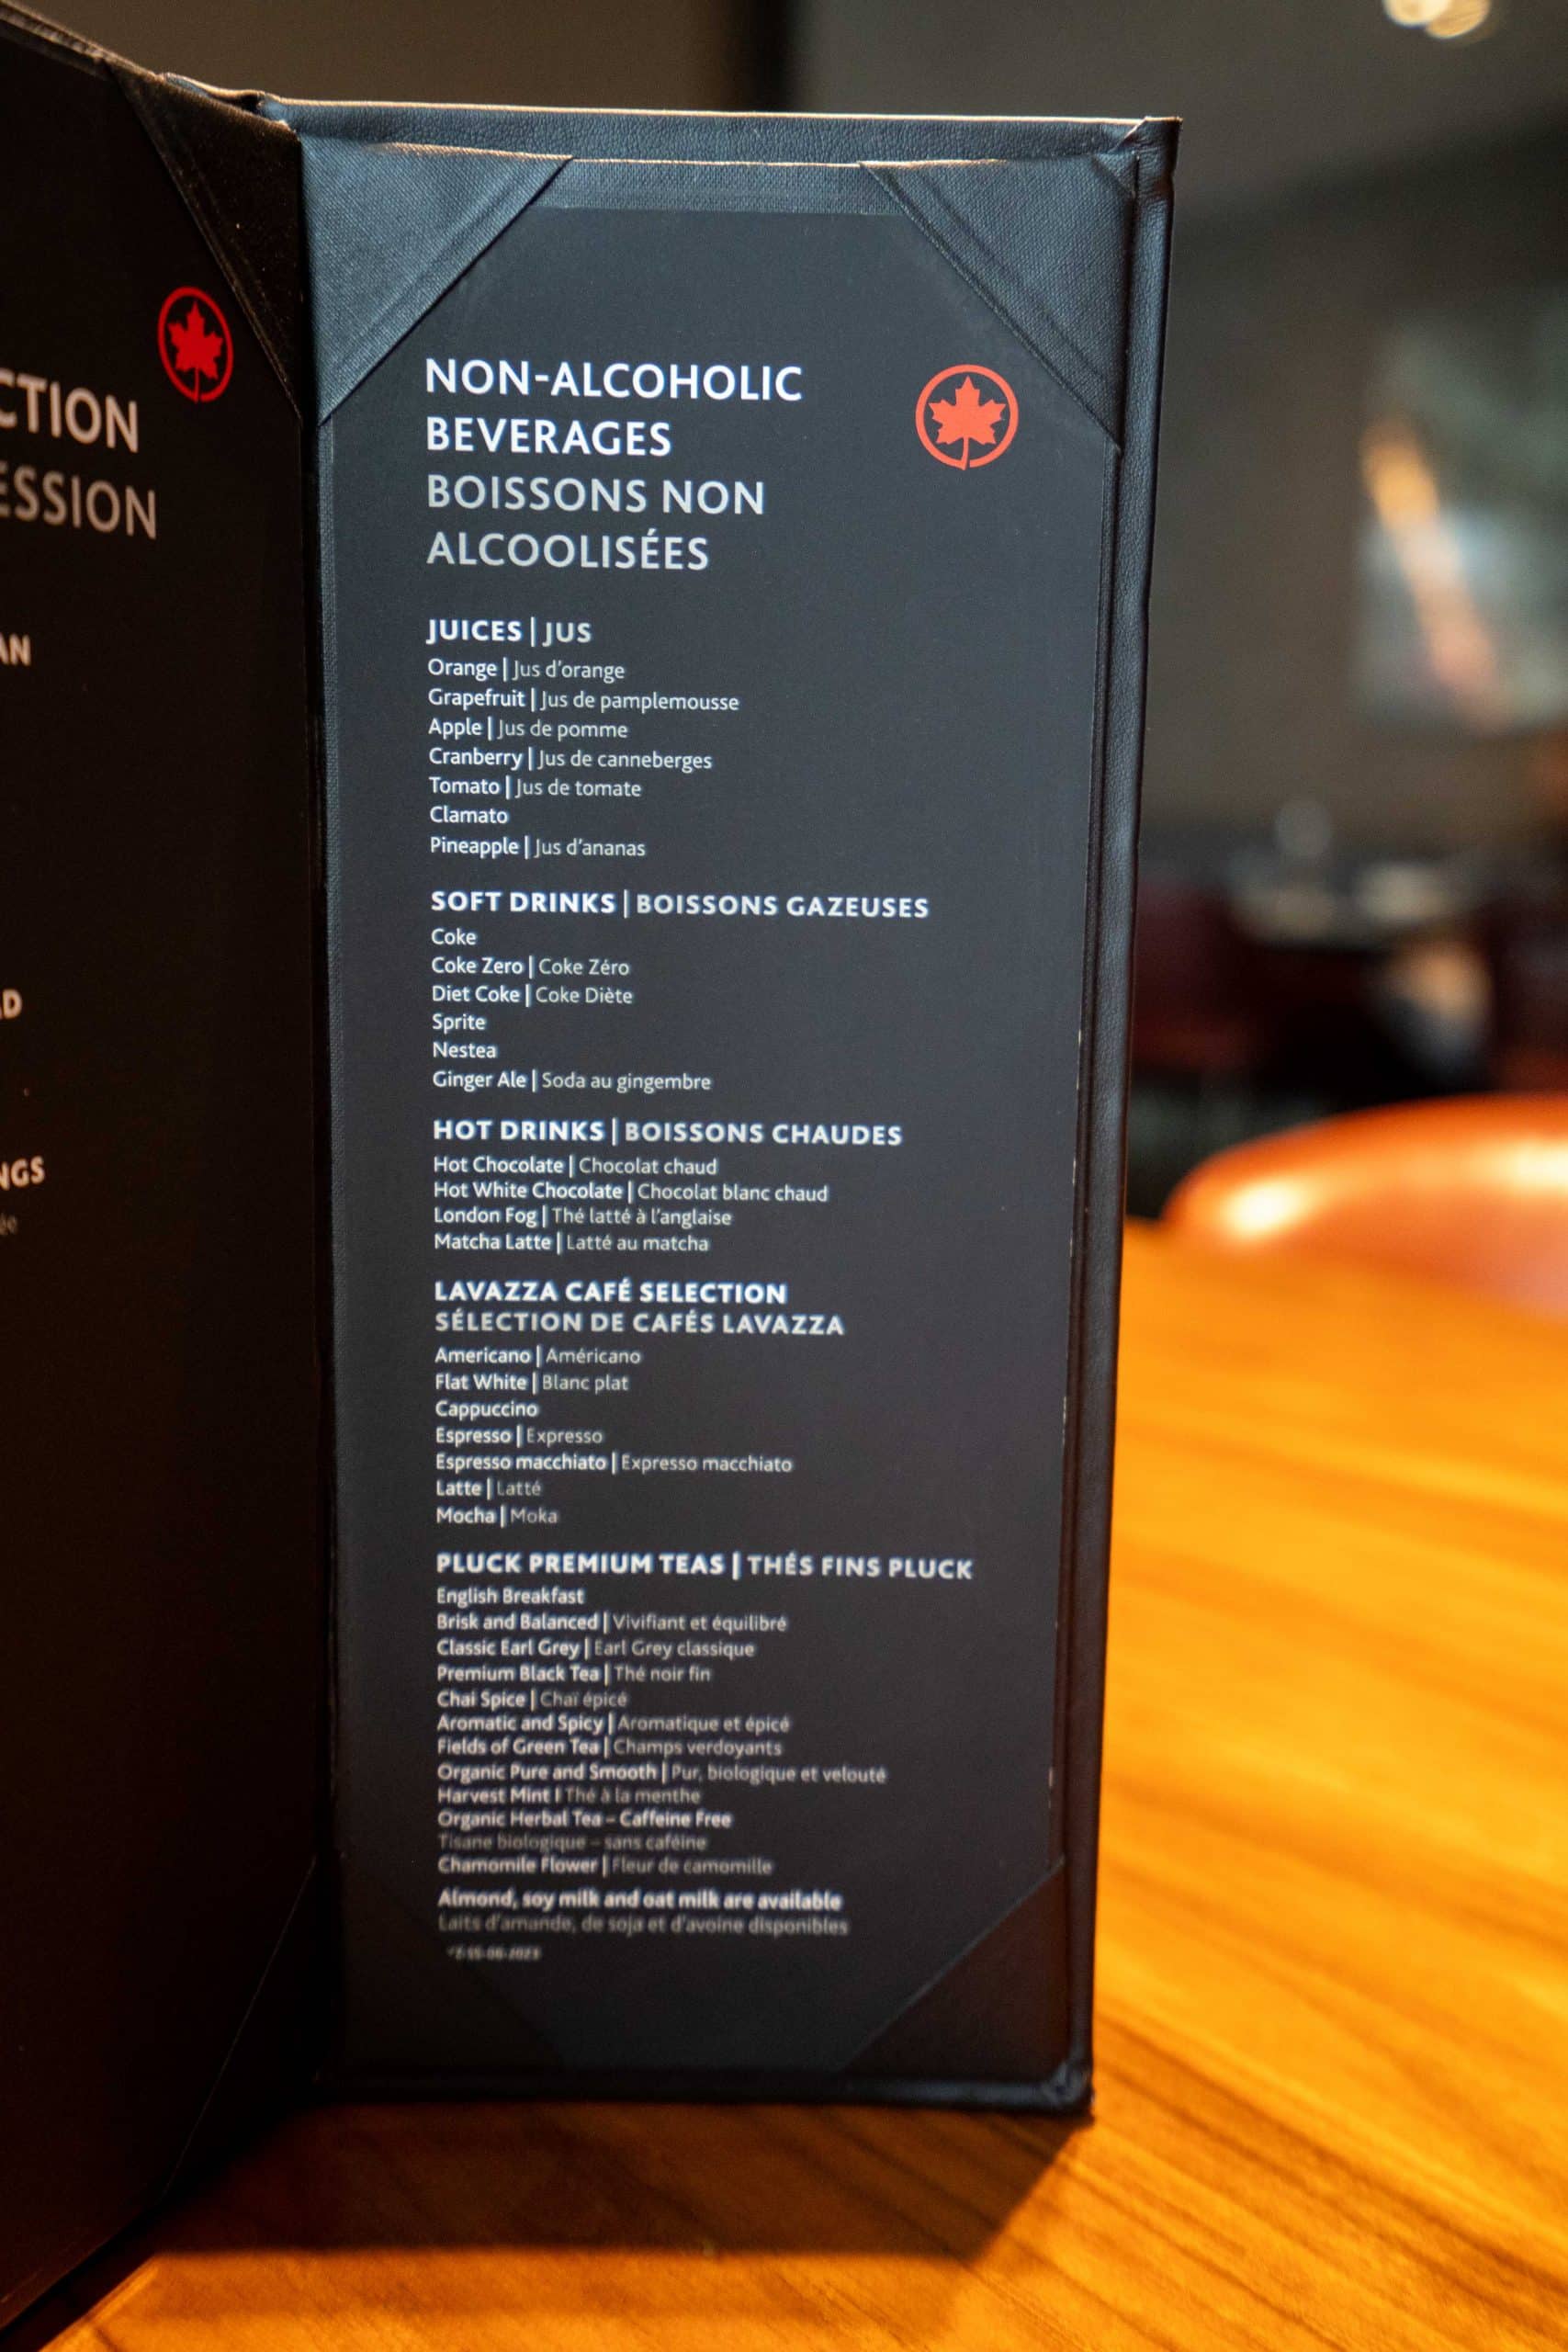 CTION
ESSION
AN
NGS
NON-ALCOHOLIC
BEVERAGES
BOISSONS NON
ALCOOLISÉES
JUICES | JUS
Orange | Jus d'orange
Grapefruit | Jus de pamplemousse
Apple | Jus de pomme
Cranberry | Jus de canneberges
Tomato | Jus de tomate
Clamato
Pineapple | Jus d'ananas
SOFT DRINKS | BOISSONS GAZEUSES
Coke
Coke Zero | Coke Zéro
Diet Coke | Coke Diète
Sprite
Nestea
Ginger Ale | Soda au gingembre
HOT DRINKS | BOISSONS CHAUDES
Hot Chocolate | Chocolat chaud
Hot White Chocolate | Chocolat blanc chaud
London Fog | Thé latté à l'anglaise
Matcha Latte | Latté au matcha
LAVAZZA CAFÉ SELECTION
SÉLECTION DE CAFÉS LAVAZZA
Americano | Américano
Flat White | Blanc plat
Cappuccino
Espresso | Expresso
Espresso macchiato | Expresso macchiato
Latte | Latté
Mocha | Moka
PLUCK PREMIUM TEAS | THÉS FINS PLUCK
English Breakfast
Brisk and Balanced | Vivifiant et équilibré
Classic Earl Grey | Earl Grey classique
Premium Black Tea | Thé noir fin
Chai Spice | Chaï épicé
Aromatic and Spicy | Aromatique et épicé
Fields of Green Tea | Champs verdoyants
Organic Pure and Smooth | Pur, biologique et velouté
Harvest Mint I Thé à la menthe
Organic Herbal Tea – Caffeine Free
Tisane biologique – sans caféine
Chamomile Flower | Fleur de camomille
Almond, soy milk and oat milk are available
Laits d'amande, de soja et d'avoine disponibles